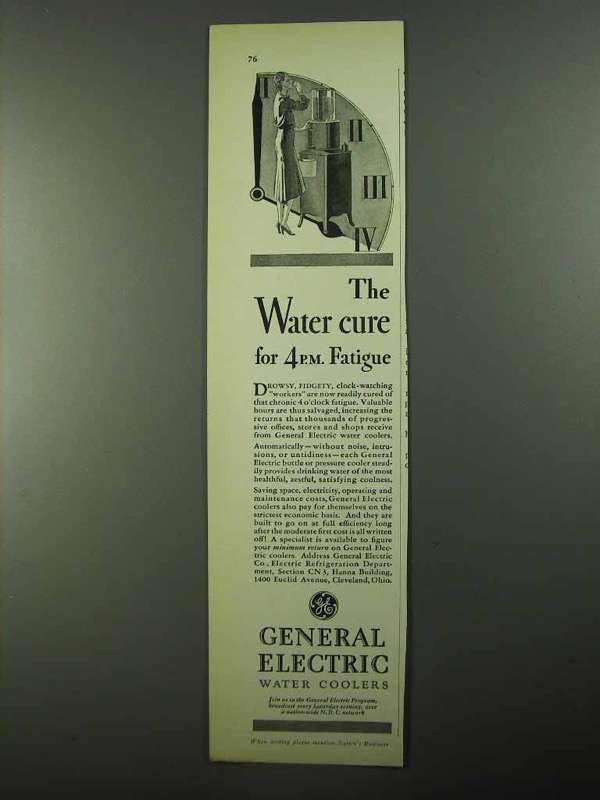 76
I
II
III
IV
The
Water cure
for 4 P.M. Fatigue
DROWSY, FIDGETY, clock-watching
"workers" are now readily cured of
that chronic 4 o'clock fatigue. Valuable
hours are thus salvaged, increasing the
returns that thousands of progres-
sive offices, stores and shops receive
from General Electric water coolers.
Automatically—without noise, intru-
sions, or untidiness—each General
Electric bottle or pressure cooler stead-
ily provides drinking water of the most
healthful, zestful, satisfying coolness.
Saving space, electricity, operating and
maintenance costs, General Electric
coolers also pay for themselves on the
strictest economic basis. And they are
built to go on at full efficiency long
after the moderate first cost is all written
off! A specialist is available to figure
your minimum return on General Elec-
tric coolers. Address General Electric
Co., Electric Refrigeration Depart-
ment, Section CN3, Hanna Building,
1400 Euclid Avenue, Cleveland, Ohio.
GE
GENERAL
ELECTRIC
WATER COOLERS
Join us in the General Electric Program,
broadcast every Saturday evening, over
a nation-wide N. B. C. network
When writing please mention Nation's Business